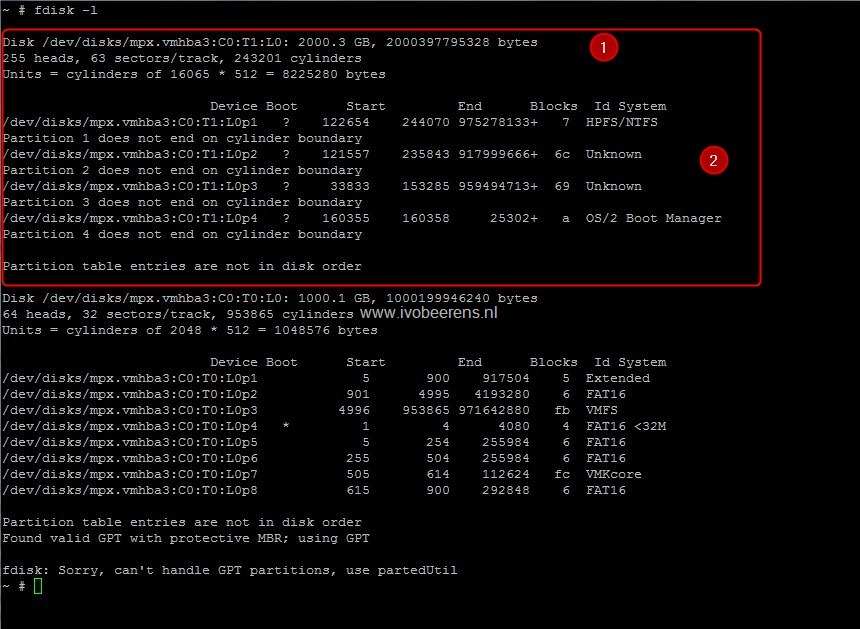 ~ # fdisk -l
Disk /dev/disks/mpx.vmhba3:C0:T1:L0: 2000.3 GB, 2000397795328 bytes
1
255 heads, 63 sectors/track, 243201 cylinders
Units = cylinders of 16065 * 512 = 8225280 bytes
Device Boot Start End Blocks Id System
/dev/disks/mpx.vmhba3:C0:T1:L0p1 ? 122654 244070 975278133+ 7 HPFS/NTFS
Partition 1 does not end on cylinder boundary
/dev/disks/mpx.vmhba3:C0:T1:L0p2 ? 121557 235843 917999666+ 6c Unknown
2
Partition 2 does not end on cylinder boundary
/dev/disks/mpx.vmhba3:C0:T1:L0p3 ? 33833 153285 959494713+ 69 Unknown
Partition 3 does not end on cylinder boundary
/dev/disks/mpx.vmhba3:C0:T1:L0p4 ? 160355 160358 25302+ a OS/2 Boot Manager
Partition 4 does not end on cylinder boundary
Partition table entries are not in disk order
Disk /dev/disks/mpx.vmhba3:C0:T0:L0: 1000.1 GB, 1000199946240 bytes
64 heads, 32 sectors/track, 953865 cylinders www.ivobeerens.nl
Units = cylinders of 2048 * 512 = 1048576 bytes
Device Boot Start End Blocks Id System
/dev/disks/mpx.vmhba3:C0:T0:L0p1 5 900 917504 5 Extended
/dev/disks/mpx.vmhba3:C0:T0:L0p2 901 4995 4193280 6 FAT16
/dev/disks/mpx.vmhba3:C0:T0:L0p3 4996 953865 971642880 fb VMFS
/dev/disks/mpx.vmhba3:C0:T0:L0p4 * 1 4 4080 4 FAT16 <32M
/dev/disks/mpx.vmhba3:C0:T0:L0p5 5 254 255984 6 FAT16
/dev/disks/mpx.vmhba3:C0:T0:L0p6 255 504 255984 6 FAT16
/dev/disks/mpx.vmhba3:C0:T0:L0p7 505 614 112624 fc VMKcore
/dev/disks/mpx.vmhba3:C0:T0:L0p8 615 900 292848 6 FAT16
Partition table entries are not in disk order
Found valid GPT with protective MBR; using GPT
fdisk: Sorry, can't handle GPT partitions, use partedUtil
~ #